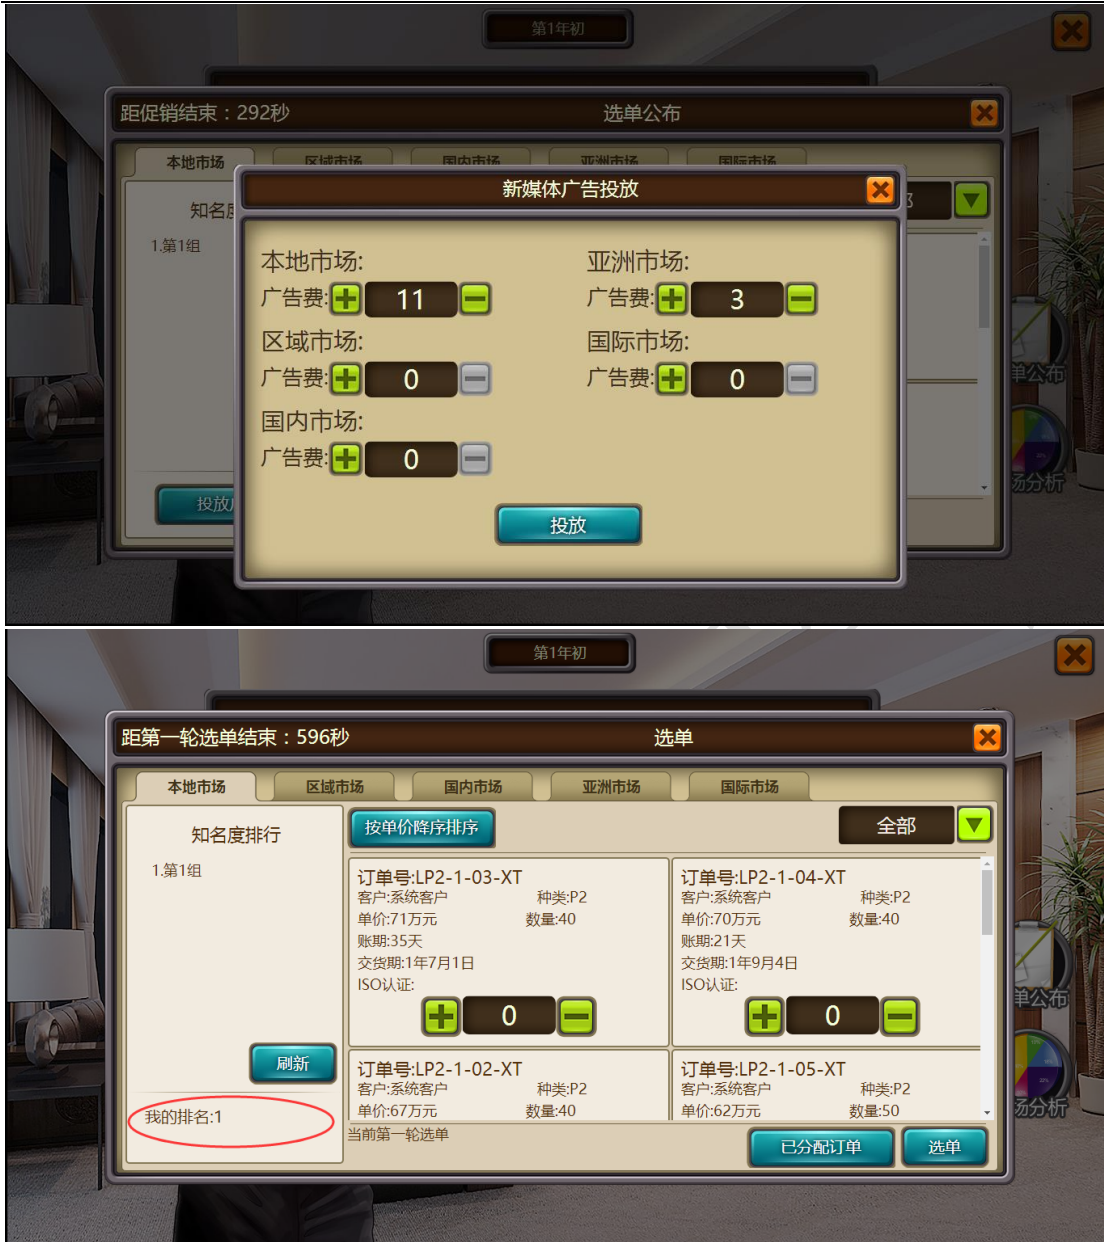 第1年初
距促销结束：292秒
选单公布
本地市场
区域市场
国内市场
亚洲市场
国际市场
知名度
1.第1组
新媒体广告投放
本地市场:
亚洲市场:
广告费: 11
广告费: 3
区域市场:
国际市场:
广告费: 0
广告费: 0
国内市场:
广告费: 0
投放
投放
单公布
场分析
第1年初
距第一轮选单结束：596秒
选单
本地市场
区域市场
国内市场
亚洲市场
国际市场
知名度排行
1.第1组
按单价降序排序
全部
订单号:LP2-1-03-XT
客户:系统客户 种类:P2
单价:71万元 数量:40
账期:35天
交货期:1年7月1日
ISO认证:
0
订单号:LP2-1-04-XT
客户:系统客户 种类:P2
单价:70万元 数量:40
账期:21天
交货期:1年9月4日
ISO认证:
0
订单号:LP2-1-02-XT
客户:系统客户 种类:P2
单价:67万元 数量:40
订单号:LP2-1-05-XT
客户:系统客户 种类:P2
单价:62万元 数量:50
刷新
我的排名:1
当前第一轮选单
已分配订单
选单
单公布
场分析